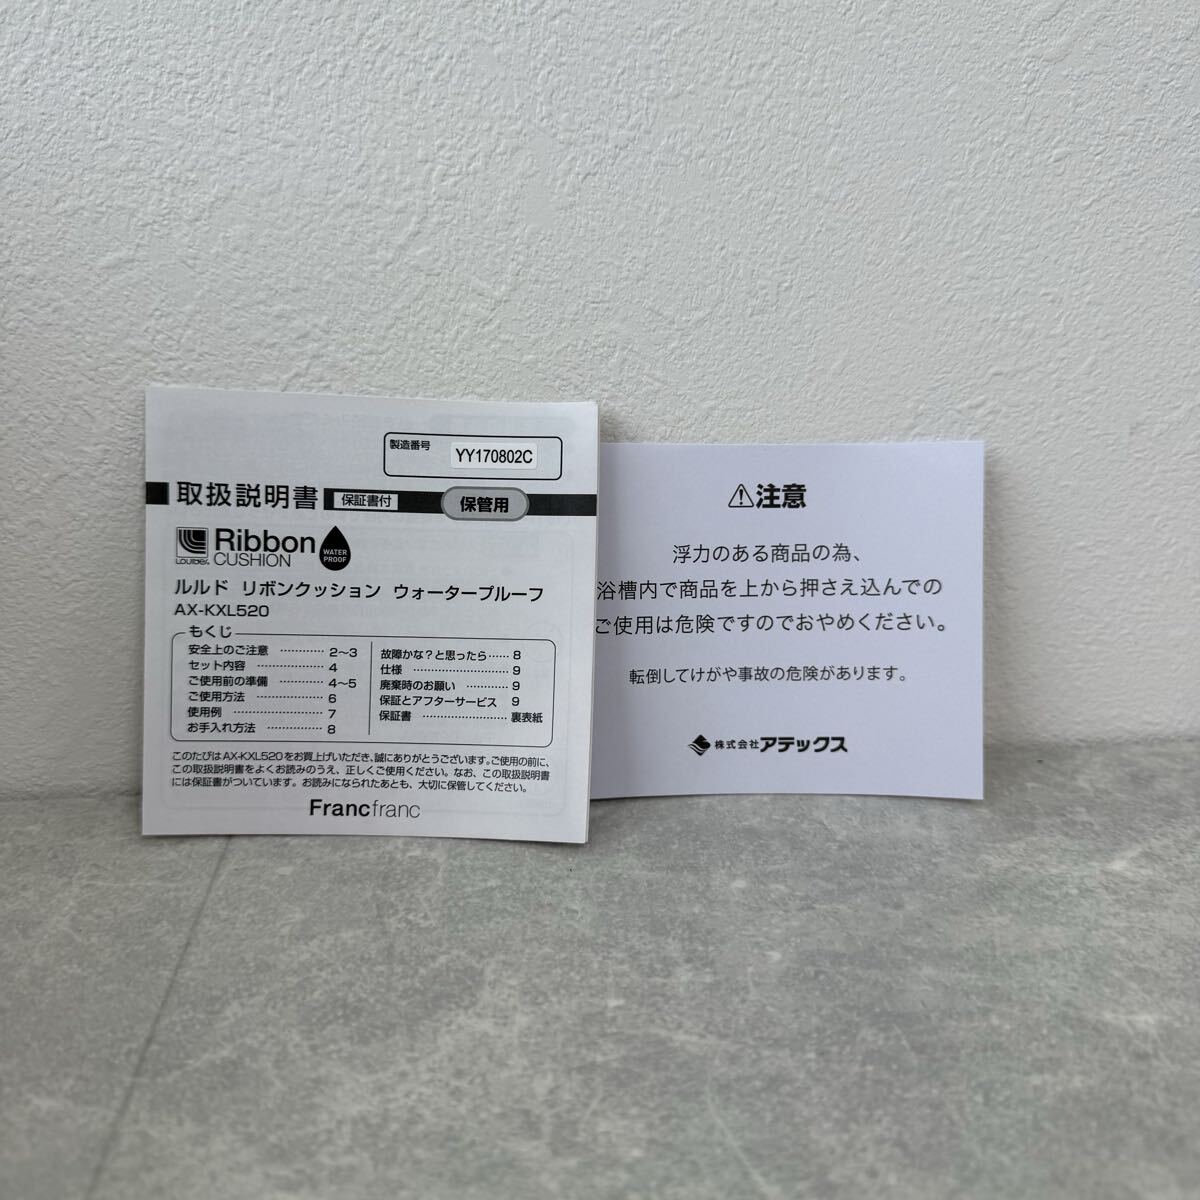 製造番号 YY170802C
取扱説明書 保証書付 保管用
Lourdes Ribbon CUSHION WATER PROOF
ルルド リボンクッション ウォータープルーフ
AX-KXL520
もくじ
安全上のご注意 ………… 2〜3
セット内容 ………………… 4
ご使用前の準備 ………… 4〜5
ご使用方法 ………………… 6
使用例 ……………………… 7
お手入れ方法 ……………… 8
故障かな?と思ったら…… 8
仕様 ………………………… 9
廃棄時のお願い ………… 9
保証とアフターサービス 9
保証書 ……………… 裏表紙
このたびはAX-KXL520をお買上げいただき、誠にありがとうございます。ご使用の前に、
この取扱説明書をよくお読みのうえ、正しくご使用ください。なお、この取扱説明書
には保証書がついています。お読みになられたあとも、大切に保管してください。
Francfranc
⚠注意
浮力のある商品の為、
浴槽内で商品を上から押さえ込んでの
ご使用は危険ですのでおやめください。
転倒してけがや事故の危険があります。
株式会社アテックス